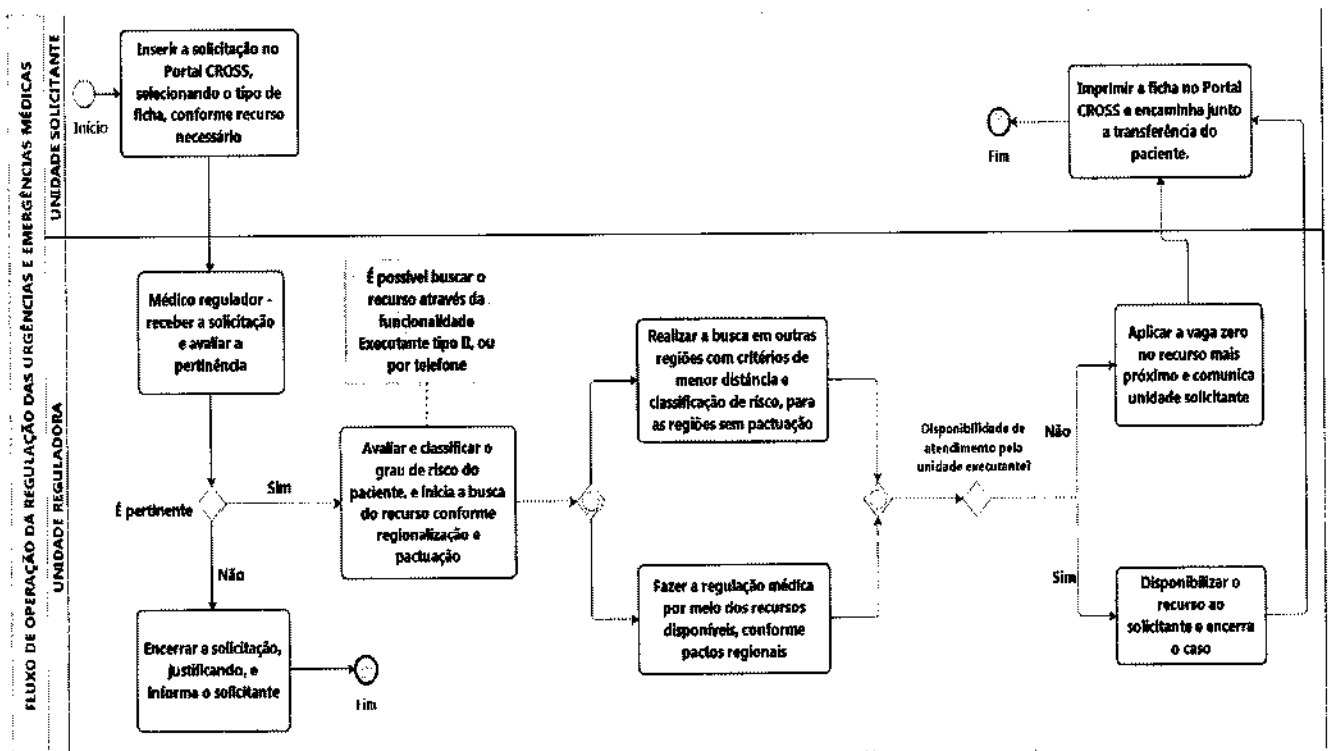 FLUXO DE OPERAÇÃO DA REGULAÇÃO DAS URGÊNCIAS E EMERGÊNCIAS MÉDICAS
UNIDADE SOLICITANTE
Início
Inserir a solicitação no
Portal CROSS,
selecionando o tipo de
ficha, conforme recurso
necessário
Fim
Imprimir a ficha no Portal
CROSS e encaminha junto
a transferência do
paciente.
UNIDADE REGULADORA
Médico regulador -
receber a solicitação
e avaliar a
pertinência
É pertinente
Sim
Não
Encerrar a solicitação,
justificando, e
informa o solicitante
Fim
É possível buscar o
recurso através da
funcionalidade
Executante tipo II, ou
por telefone
Avaliar e classificar o
grau de risco do
paciente, e inicia a busca
do recurso conforme
regionalização e
pactuação
Realizar a busca em outras
regiões com critérios de
menor distância e
classificação de risco, para
as regiões sem pactuação
Fazer a regulação médica
por meio dos recursos
disponíveis, conforme
pactos regionais
Disponibilidade de
atendimento pela
unidade executante?
Não
Aplicar a vaga zero
no recurso mais
próximo e comunica
unidade solicitante
Sim
Disponibilizar o
recurso ao
solicitante e encerra
o caso